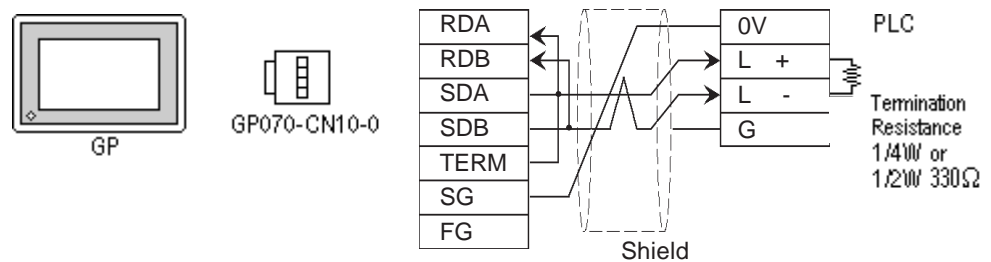 GP
GP070-CN10-0
RDA
RDB
SDA
SDB
TERM
SG
FG
Shield
0V
L +
L -
G
PLC
Termination
Resistance
1/4W or
1/2W 330Ω